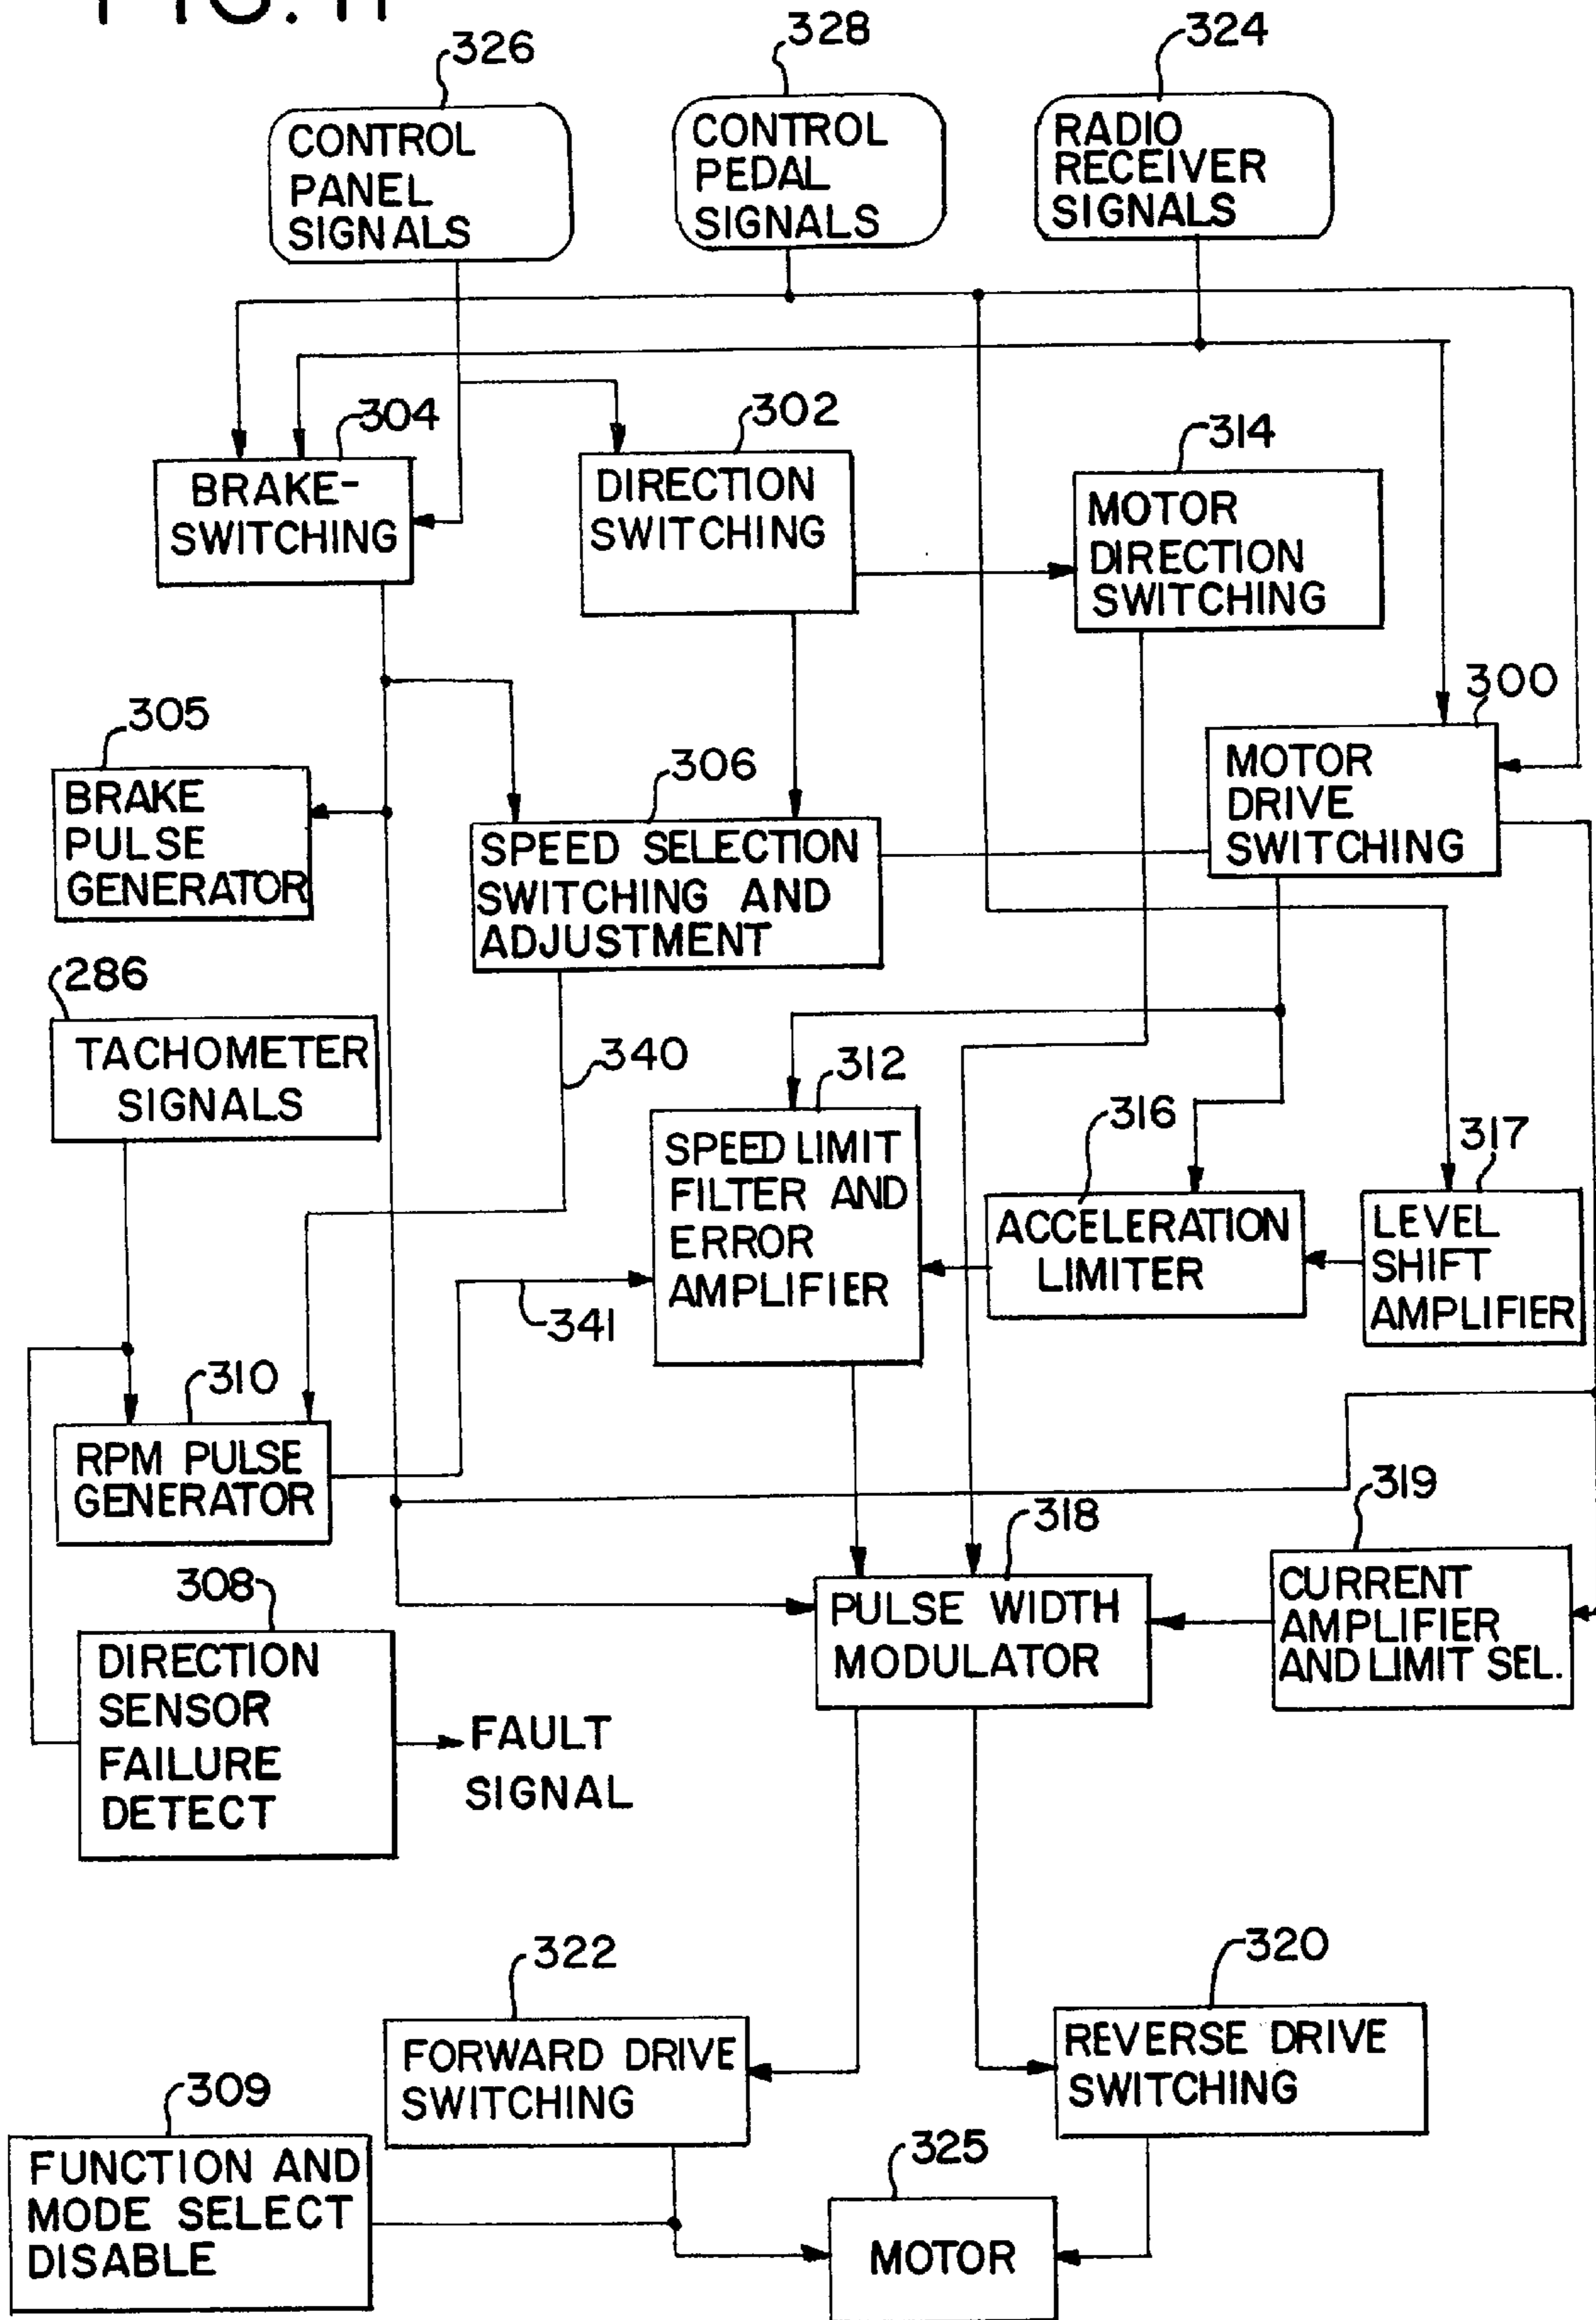 FIG. 11
326
328
324
CONTROL
PANEL
SIGNALS
CONTROL
PEDAL
SIGNALS
RADIO
RECEIVER
SIGNALS
304
302
314
BRAKE-
SWITCHING
DIRECTION
SWITCHING
MOTOR
DIRECTION
SWITCHING
300
305
306
BRAKE
PULSE
GENERATOR
SPEED SELECTION
SWITCHING AND
ADJUSTMENT
MOTOR
DRIVE
SWITCHING
286
TACHOMETER
SIGNALS
340
312
316
317
SPEED LIMIT
FILTER AND
ERROR
AMPLIFIER
ACCELERATION
LIMITER
LEVEL
SHIFT
AMPLIFIER
341
310
RPM PULSE
GENERATOR
318
319
308
PULSE WIDTH
MODULATOR
CURRENT
AMPLIFIER
AND LIMIT SEL.
DIRECTION
SENSOR
FAILURE
DETECT
FAULT
SIGNAL
322
320
FORWARD DRIVE
SWITCHING
REVERSE DRIVE
SWITCHING
309
325
FUNCTION AND
MODE SELECT
DISABLE
MOTOR